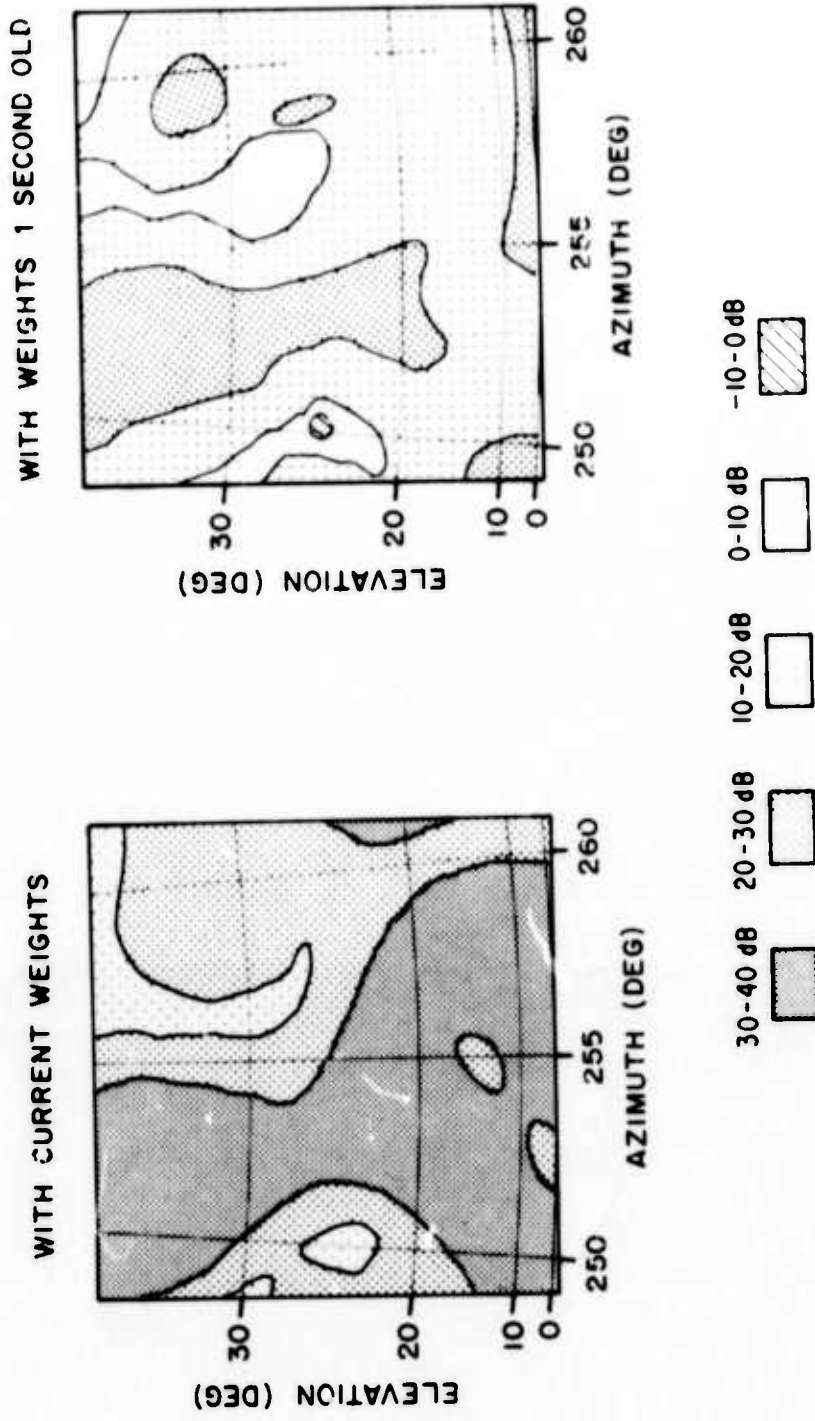 WITH CURRENT WEIGHTS
ELEVATION (DEG)
30
20
10
0
250
255
260
AZIMUTH (DEG)
WITH WEIGHTS 1 SECOND OLD
ELEVATION (DEG)
30
20
10
0
250
255
260
AZIMUTH (DEG)
30-40 dB
20-30 dB
10-20 dB
0-10 dB
-10-0 dB